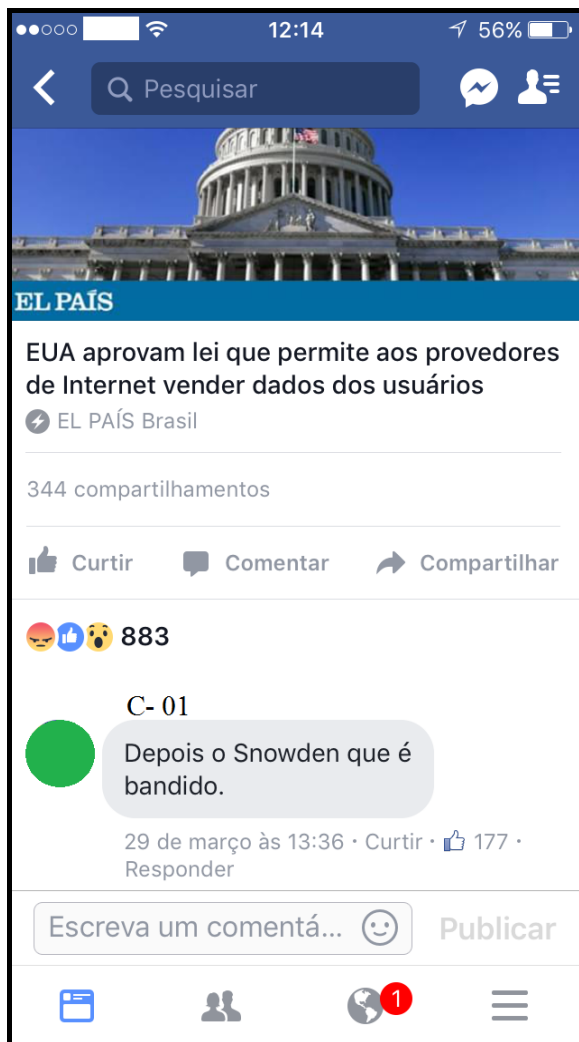 12:14
56%
Pesquisar
EL PAÍS
EUA aprovam lei que permite aos provedores
de Internet vender dados dos usuários
EL PAÍS Brasil
344 compartilhamentos
Curtir Comentar Compartilhar
883
C- 01
Depois o Snowden que é
bandido.
29 de março às 13:36 · Curtir · 177 ·
Responder
Escreva um comentá... Publicar
1